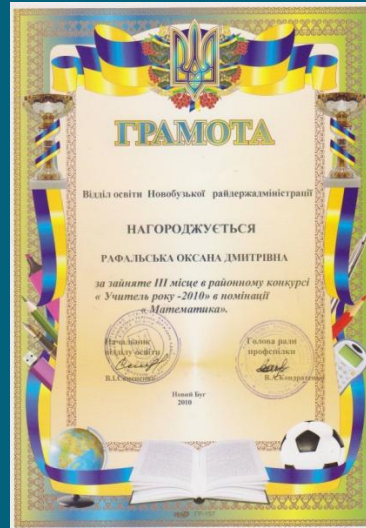 ГРАМОТА
Відділ освіти Новобузької райдержадміністрації
НАГОРОДЖУЄТЬСЯ
РАФАЛЬСЬКА ОКСАНА ДМИТРІВНА
за зайняте III місце в районному конкурсі
« Учитель року -2010» в номінації
« Математика».
Начальник
відділу освіти
Голова ради
профспілки
Новий Буг
2010